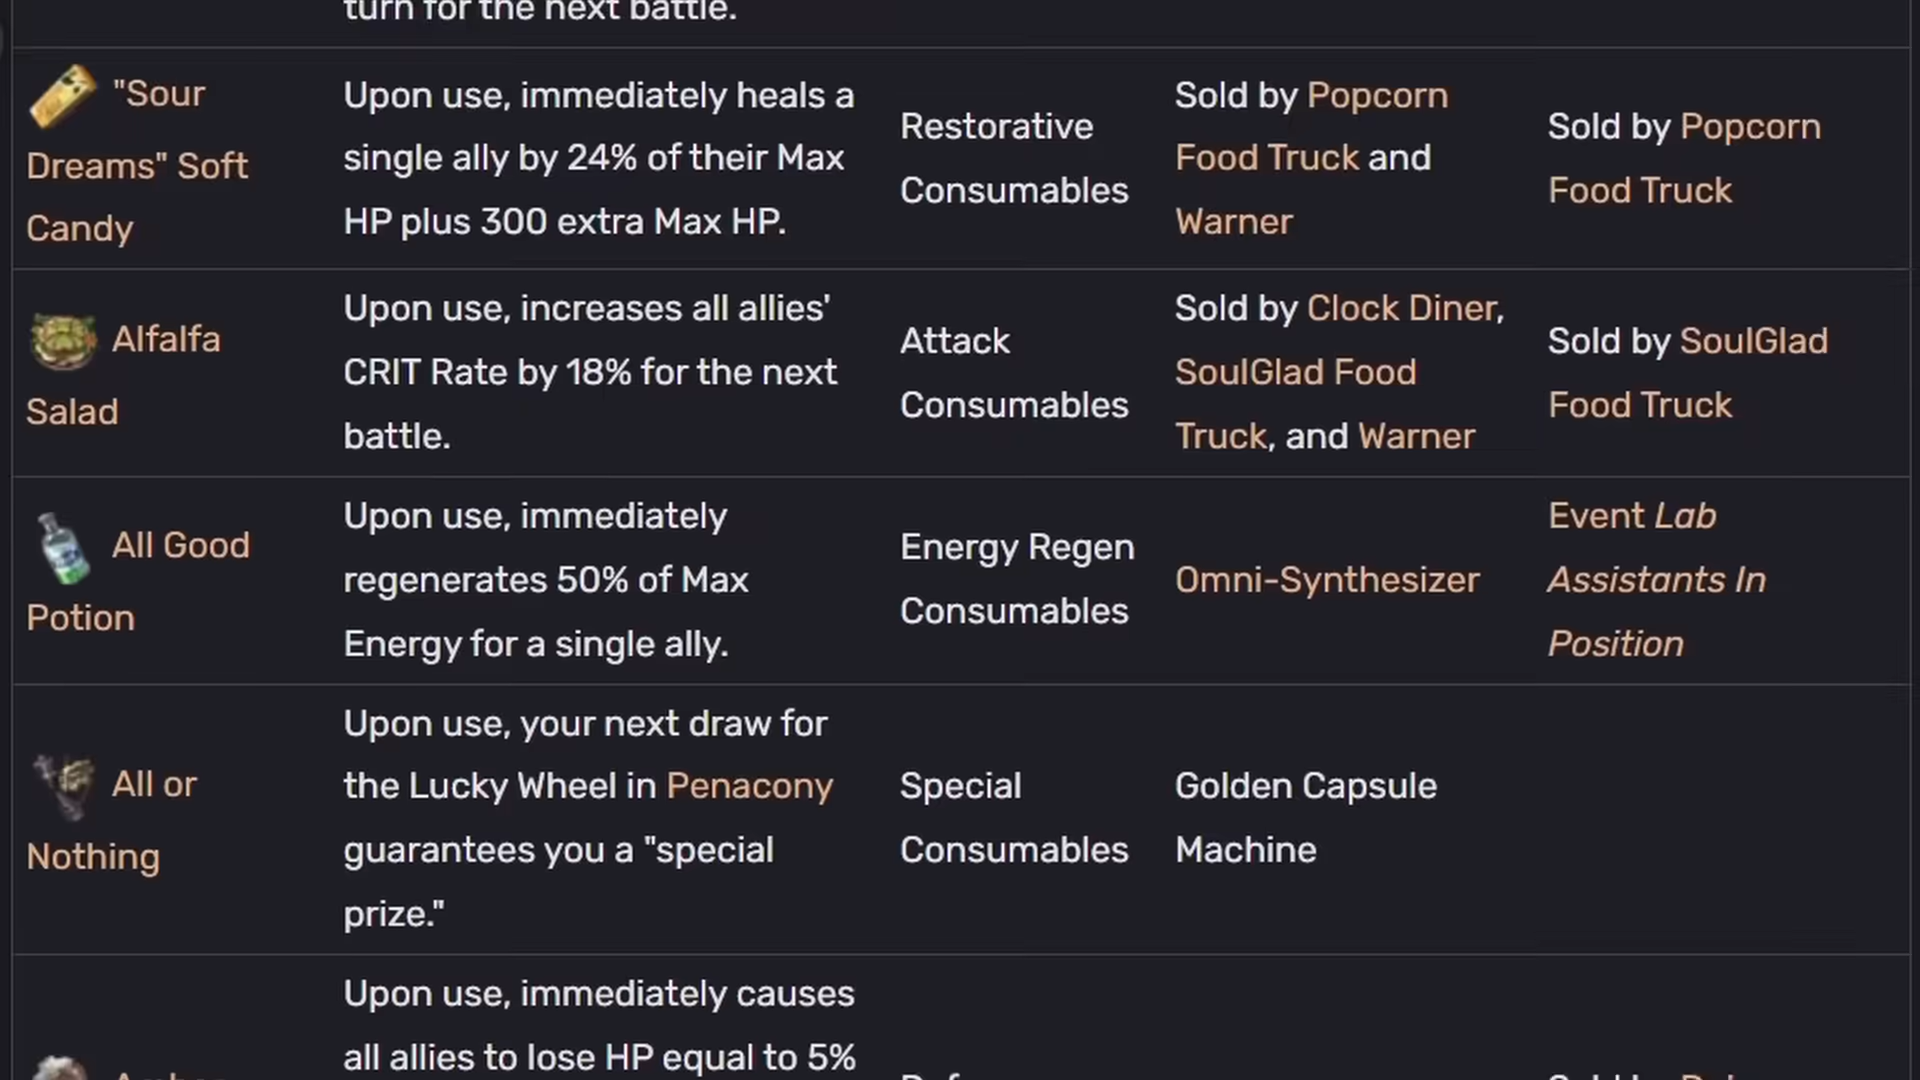 turn for the next battle.
"Sour
Dreams" Soft
Candy
Upon use, immediately heals a
single ally by 24% of their Max
HP plus 300 extra Max HP.
Restorative
Consumables
Sold by Popcorn
Food Truck and
Warner
Sold by Popcorn
Food Truck
Alfalfa
Salad
Upon use, increases all allies'
CRIT Rate by 18% for the next
battle.
Attack
Consumables
Sold by Clock Diner,
SoulGlad Food
Truck, and Warner
Sold by SoulGlad
Food Truck
All Good
Potion
Upon use, immediately
regenerates 50% of Max
Energy for a single ally.
Energy Regen
Consumables
Omni-Synthesizer
Event Lab
Assistants In
Position
All or
Nothing
Upon use, your next draw for
the Lucky Wheel in Penacony
guarantees you a "special
prize."
Special
Consumables
Golden Capsule
Machine
Upon use, immediately causes
all allies to lose HP equal to 5%
Sold by